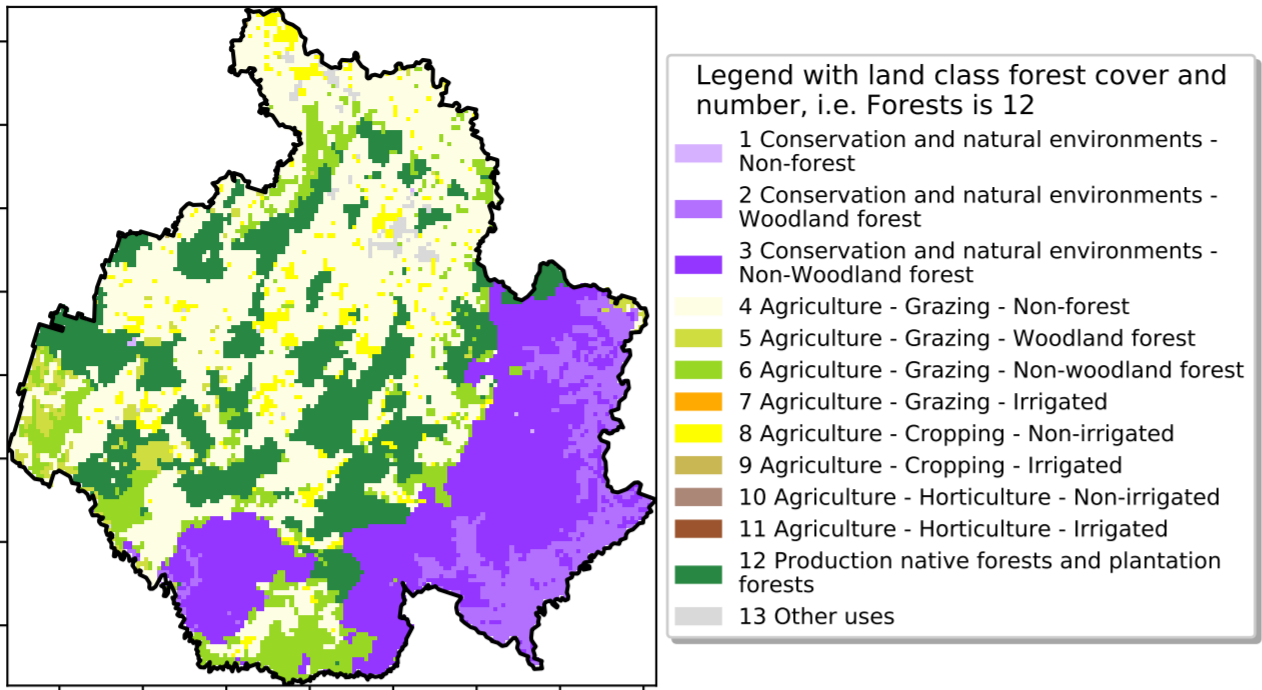 Legend with land class forest cover and
number, i.e. Forests is 12
1 Conservation and natural environments -
Non-forest
2 Conservation and natural environments -
Woodland forest
3 Conservation and natural environments -
Non-Woodland forest
4 Agriculture - Grazing - Non-forest
5 Agriculture - Grazing - Woodland forest
6 Agriculture - Grazing - Non-woodland forest
7 Agriculture - Grazing - Irrigated
8 Agriculture - Cropping - Non-irrigated
9 Agriculture - Cropping - Irrigated
10 Agriculture - Horticulture - Non-irrigated
11 Agriculture - Horticulture - Irrigated
12 Production native forests and plantation
forests
13 Other uses